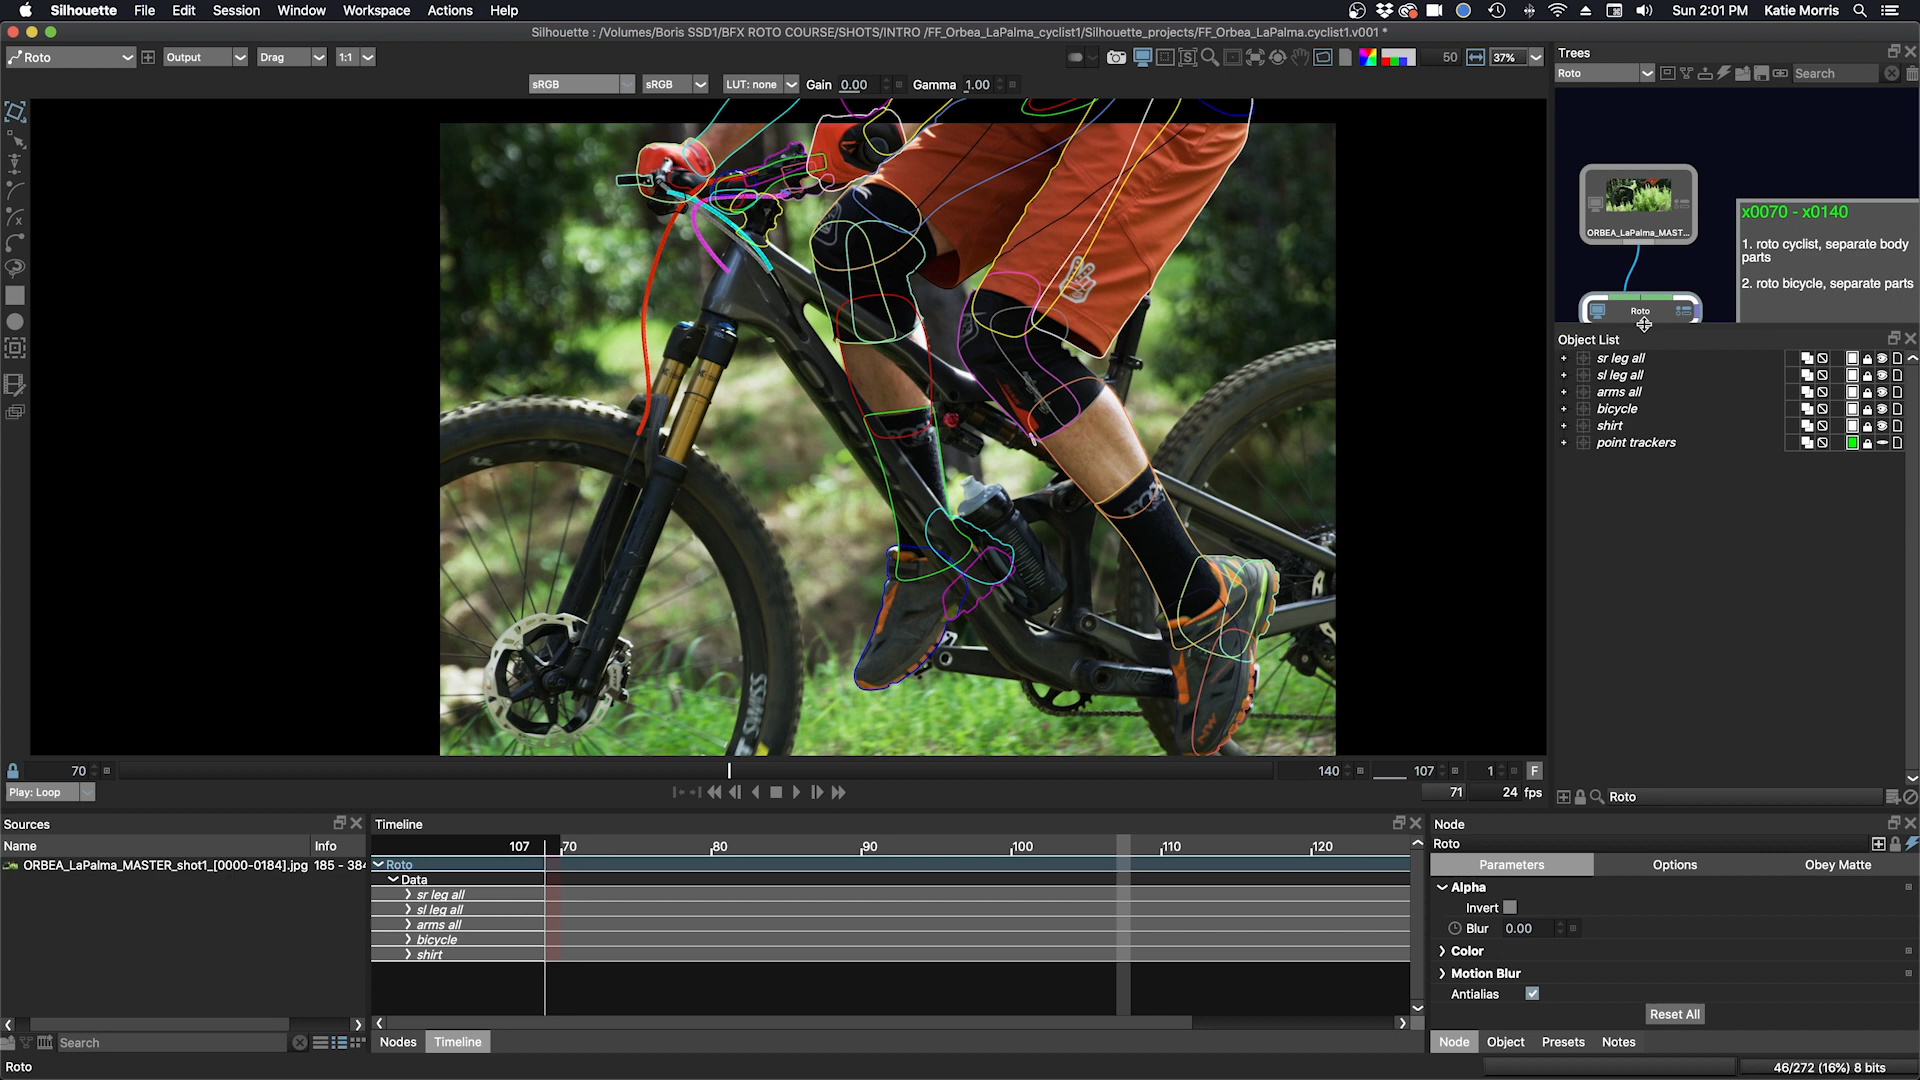 Silhouette File Edit Session Window Workspace Actions Help
Sun 2:01 PM Katie Morris
Silhouette : /Volumes/Boris SSD1/BFX ROTO COURSE/SHOTS/INTRO /FF_Orbea_LaPalma_cyclist1/Silhouette_projects/FF_Orbea_LaPalma.cyclist1.v001 *
Roto Output Drag 1:1
50 37%
sRGB sRGB LUT: none Gain 0.00 Gamma 1.00
Trees
Roto Search
ORBEA_LaPalma_MAST...
x0070 - x0140
1. roto cyclist, separate body
parts
2. roto bicycle, separate parts
Roto
Object List
sr leg all
sl leg all
arms all
bicycle
shirt
point trackers
Roto
70 140 107 1 F
Play: Loop
71 24 fps
Sources
Name Info
ORBEA_LaPalma_MASTER_shot1_[0000-0184].jpg 185 - 384
Search
Timeline
107 70 80 90 100 110 120
Roto
Data
sr leg all
sl leg all
arms all
bicycle
shirt
Nodes Timeline
Node
Roto
Parameters Options Obey Matte
Alpha
Invert
Blur 0.00
Color
Motion Blur
Antialias
Reset All
Node Object Presets Notes
Roto
46/272 (16%) 8 bits